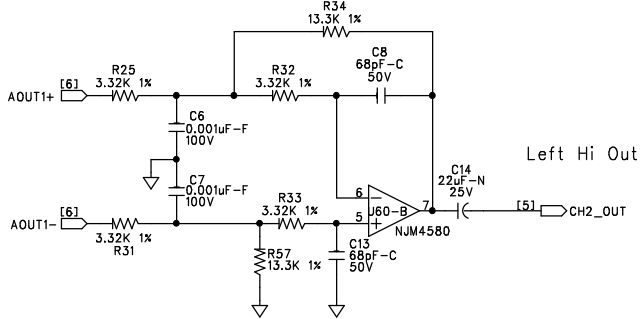 R34
13.3K 1%
C8
68pF-C
50V
[6]
R25
3.32K 1%
R32
3.32K 1%
AOUT1+
C6
0.001uF-F
100V
C7
0.001uF-F
100V
Left Hi Out
[6]
AOUT1-
3.32K 1%
R31
R33
3.32K 1%
6
5
7
U60-B
NJM4580
C14
22uF-N
25V
[5]
CH2_OUT
R57
13.3K 1%
C13
68pF-C
50V